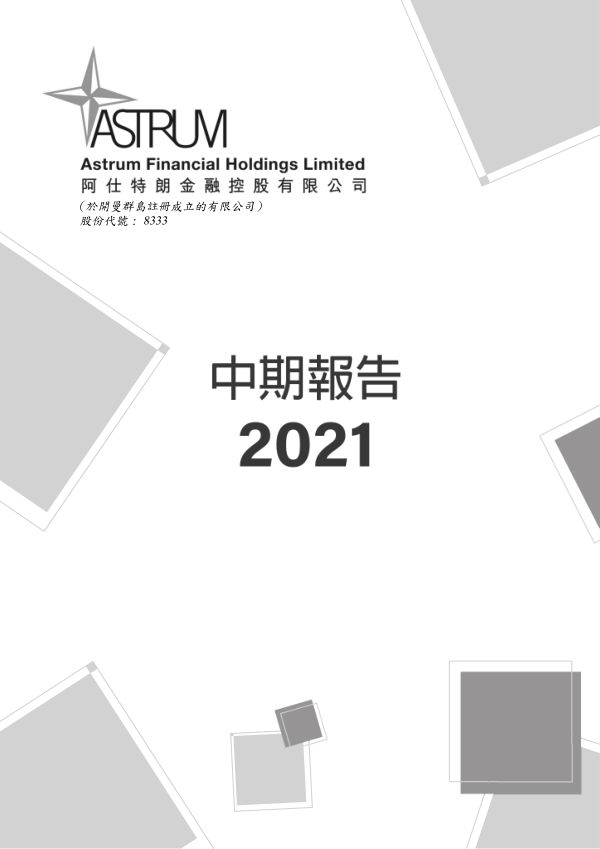 ASTRUM
Astrum Financial Holdings Limited
阿仕特朗金融控股有限公司
（於開曼群島註冊成立的有限公司）
股份代號：8333
中期報告
2021